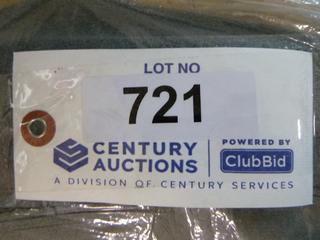 LOT NO
721
CENTURY
AUCTIONS
POWERED BY
ClubBid
A DIVISION OF CENTURY SERVICES